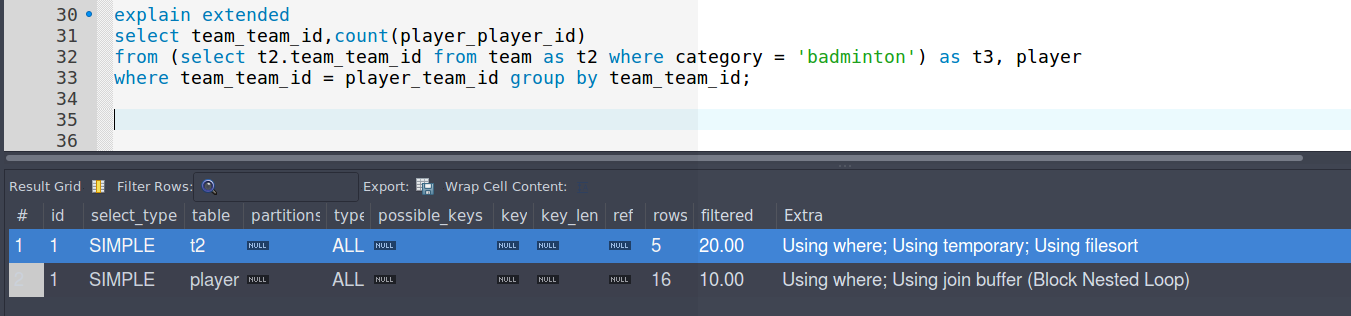 30 explain extended
31 select team_team_id,count(player_player_id)
32 from (select t2.team_team_id from team as t2 where category = 'badminton') as t3, player
33 where team_team_id = player_team_id group by team_team_id;
34
35
36
Result Grid Filter Rows: Export: Wrap Cell Content:
# id select_type table partitions type possible_keys key key_len ref rows filtered Extra
1 1 SIMPLE t2 NULL ALL NULL NULL NULL NULL 5 20.00 Using where; Using temporary; Using filesort
2 1 SIMPLE player NULL ALL NULL NULL NULL NULL 16 10.00 Using where; Using join buffer (Block Nested Loop)